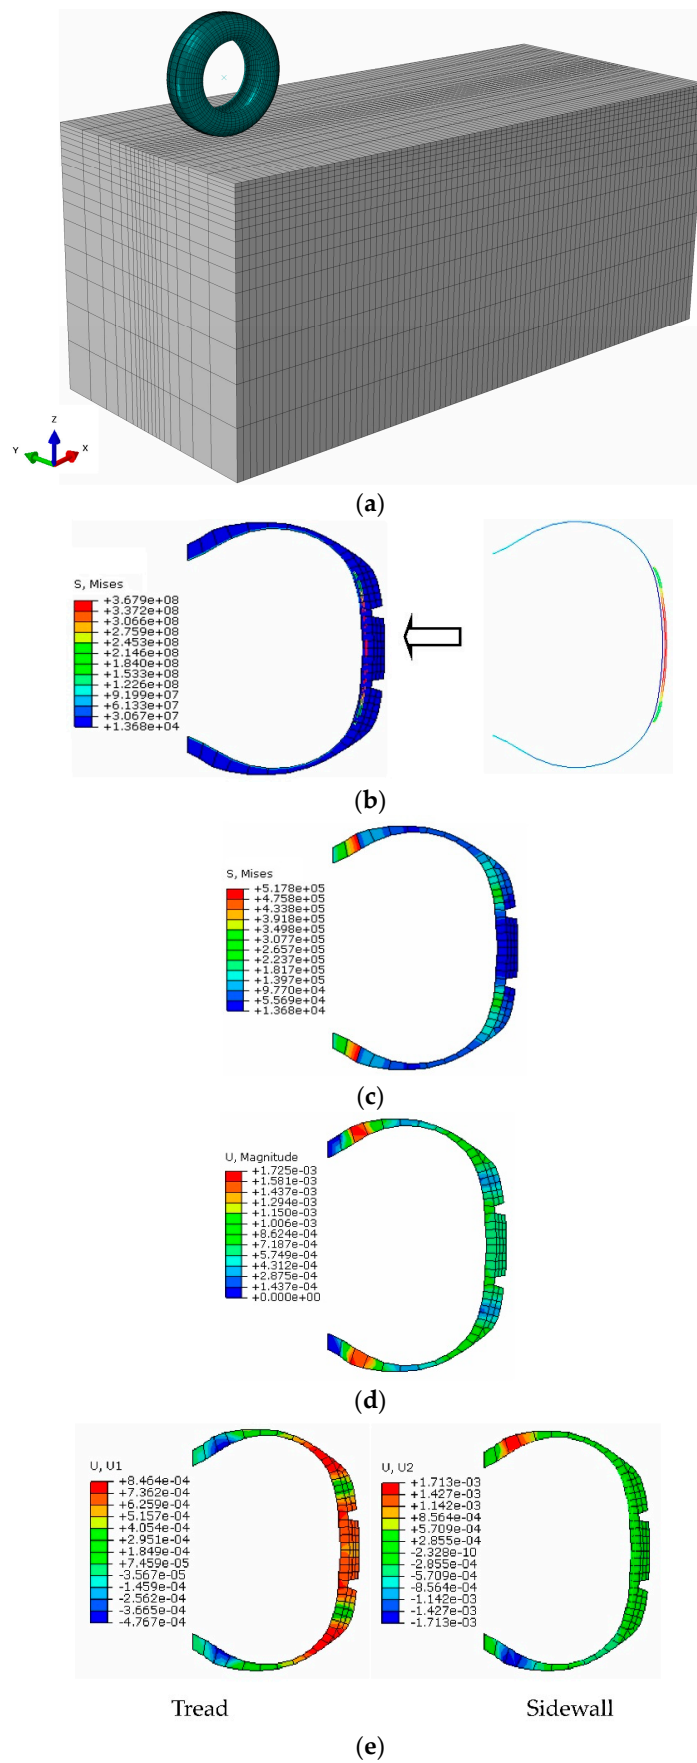 Z
Y
X
(a)
S, Mises
+3.679e+08
+3.372e+08
+3.066e+08
+2.759e+08
+2.453e+08
+2.146e+08
+1.840e+08
+1.533e+08
+1.226e+08
+9.199e+07
+6.133e+07
+3.067e+07
+1.368e+04
(b)
S, Mises
+5.178e+05
+4.758e+05
+4.338e+05
+3.918e+05
+3.498e+05
+3.077e+05
+2.657e+05
+2.237e+05
+1.817e+05
+1.397e+05
+9.770e+04
+5.569e+04
+1.368e+04
(c)
U, Magnitude
+1.725e-03
+1.581e-03
+1.437e-03
+1.294e-03
+1.150e-03
+1.006e-03
+8.624e-04
+7.187e-04
+5.749e-04
+4.312e-04
+2.875e-04
+1.437e-04
+0.000e+00
(d)
U, U1
+8.464e-04
+7.362e-04
+6.259e-04
+5.157e-04
+4.054e-04
+2.951e-04
+1.849e-04
+7.459e-05
-3.567e-05
-1.459e-04
-2.562e-04
-3.665e-04
-4.767e-04
U, U2
+1.713e-03
+1.427e-03
+1.142e-03
+8.564e-04
+5.709e-04
+2.855e-04
-2.328e-10
-2.855e-04
-5.709e-04
-8.564e-04
-1.142e-03
-1.427e-03
-1.713e-03
Tread
Sidewall
(e)